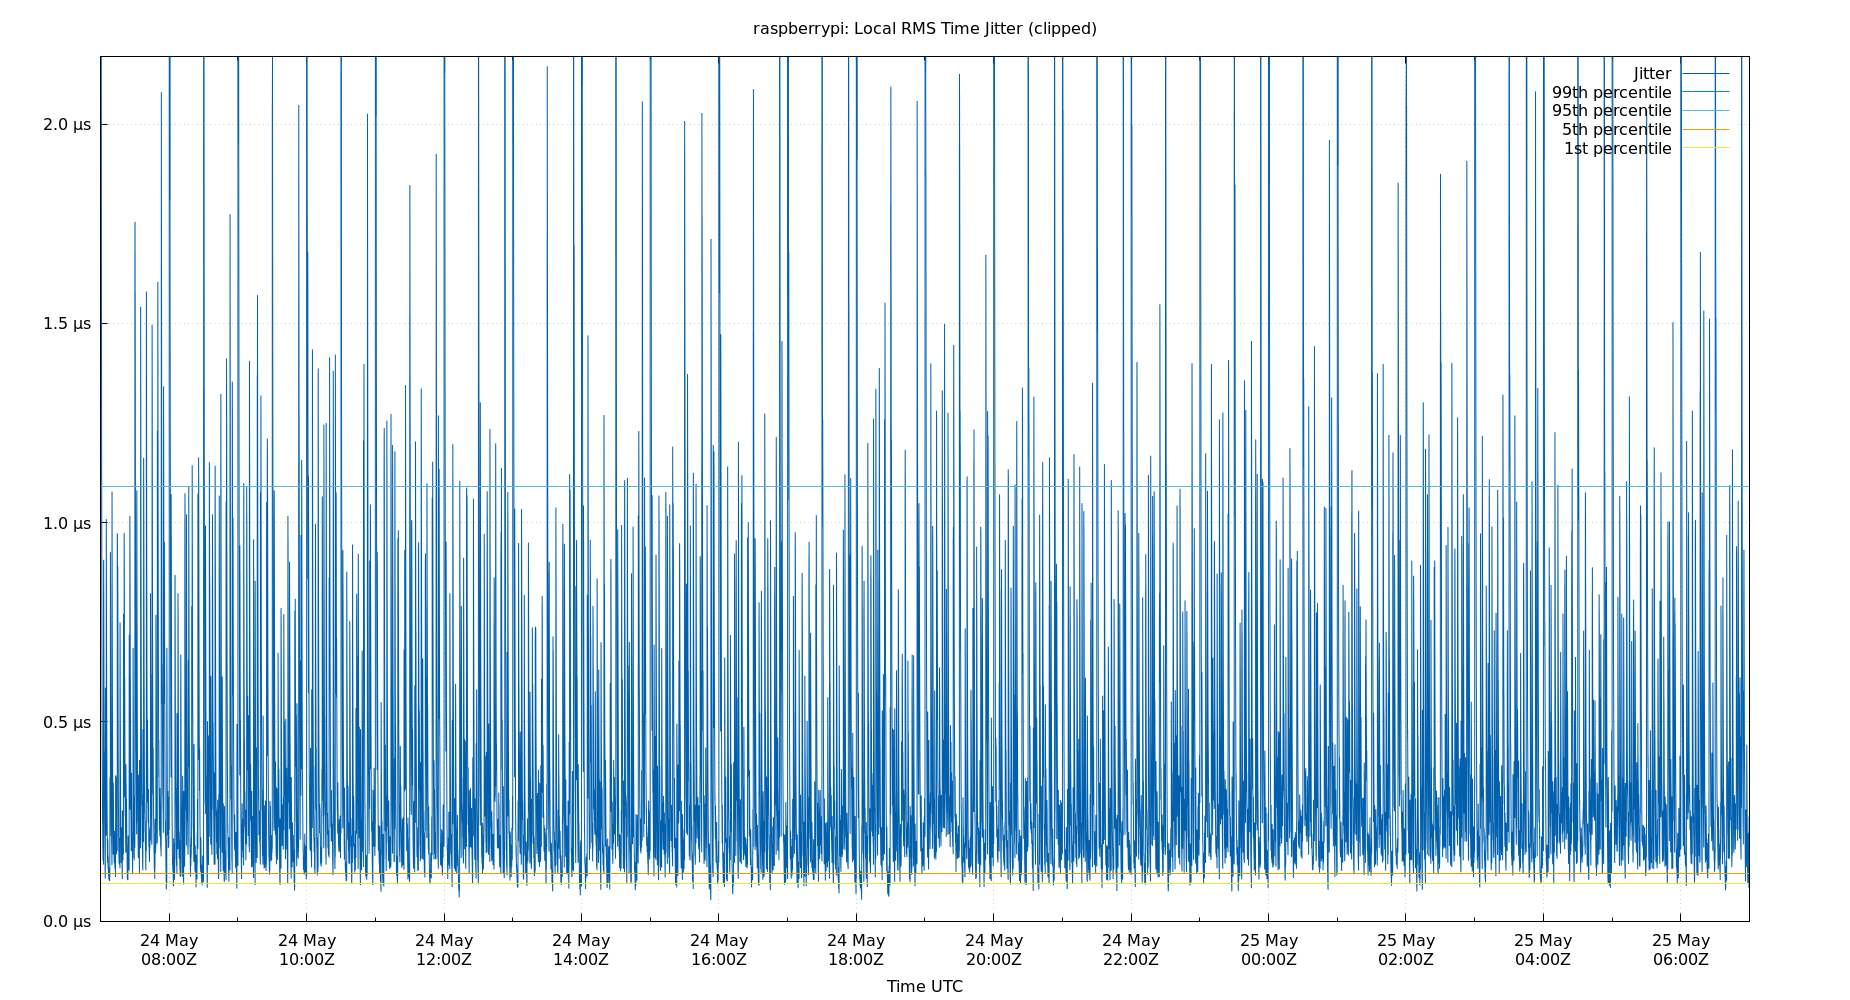 raspberrypi: Local RMS Time Jitter (clipped)
Jitter
99th percentile
95th percentile
5th percentile
1st percentile
2.0 µs
1.5 µs
1.0 µs
0.5 µs
0.0 µs
24 May 24 May 24 May 24 May 24 May 24 May 24 May 24 May 25 May 25 May 25 May 25 May
08:00Z 10:00Z 12:00Z 14:00Z 16:00Z 18:00Z 20:00Z 22:00Z 00:00Z 02:00Z 04:00Z 06:00Z
Time UTC